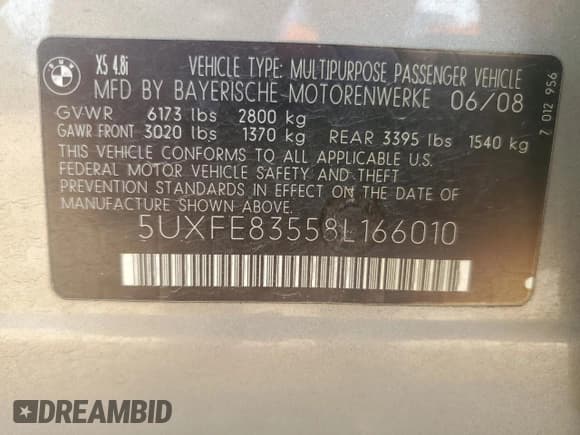 BMW
X5 4.8i
VEHICLE TYPE: MULTIPURPOSE PASSENGER VEHICLE
MFD BY BAYERISCHE MOTORENWERKE 06/08
GVWR 6173 lbs 2800 kg
GAWR FRONT 3020 lbs 1370 kg REAR 3395 lbs 1540 kg
THIS VEHICLE CONFORMS TO ALL APPLICABLE U.S.
FEDERAL MOTOR VEHICLE SAFETY AND THEFT
PREVENTION STANDARDS IN EFFECT ON THE DATE
OF MANUFACTURE SHOWN ABOVE.
5UXFE83558L166010
7 012 956
DREAMBID